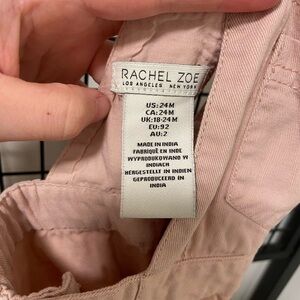 RACHEL ZOE
LOS ANGELES NEW YORK
US:24M
CA:24M
UK:18-24M
EU:92
AU:2
MADE IN INDIA
FABRIQUÉ EN INDE
WYPRODUKOWANO W
INDIACH
HERGESTELLT IN INDIEN
GEPRODUCEERD IN
INDIA